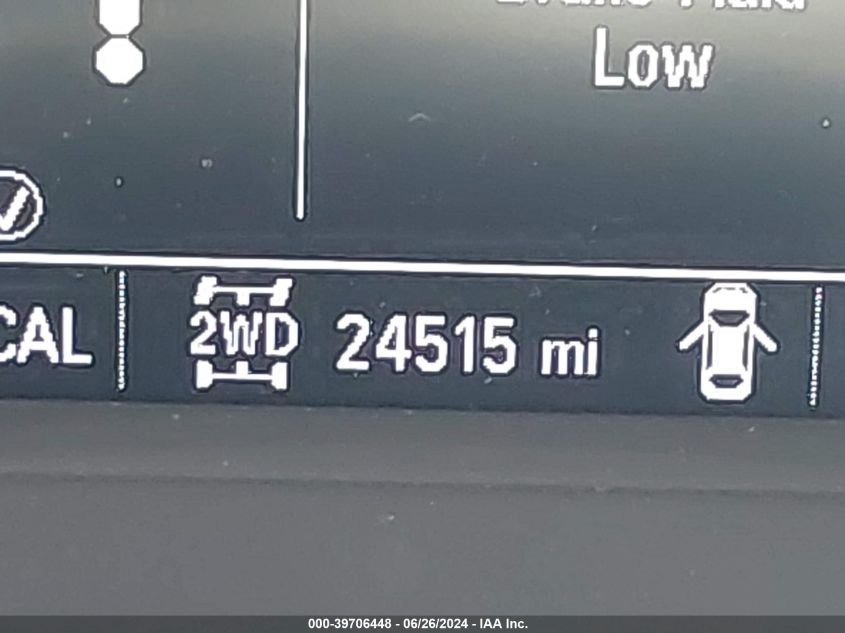 Low
CAL
2WD 24515 mi
000-39706448 - 06/26/2024 - IAA Inc.